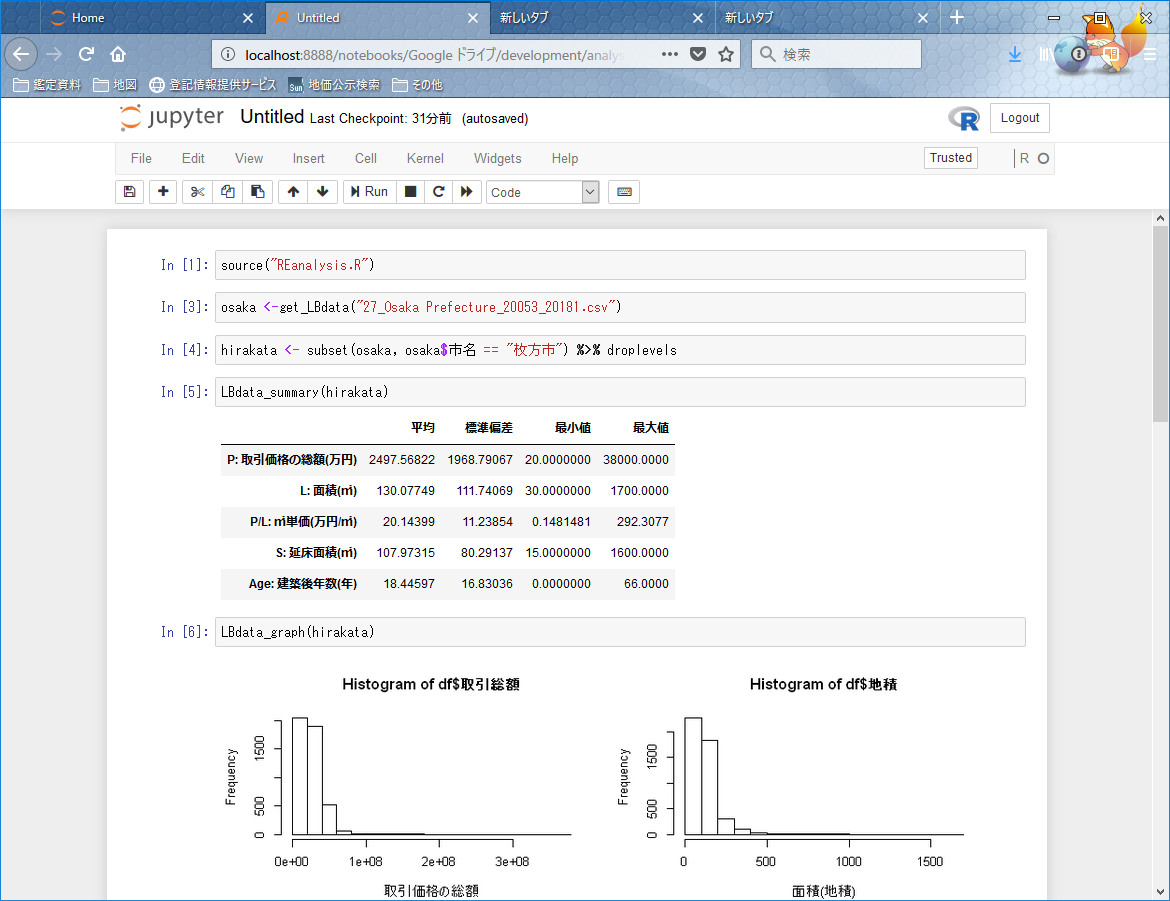 Home
Untitled
新しいタブ
新しいタブ
localhost:8888/notebooks/Google ドライブ/development/analys
検索
鑑定資料 地図 登記情報提供サービス Sun 地価公示検索 その他
jupyter Untitled Last Checkpoint: 31分前 (autosaved) R Logout
File Edit View Insert Cell Kernel Widgets Help Trusted R
Run Code
In [1]: source("REanalysis.R")
In [3]: osaka <-get_LBdata("27_Osaka Prefecture_20053_20181.csv")
In [4]: hirakata <- subset(osaka, osaka$市名 == "枚方市") %>% droplevels
In [5]: LBdata_summary(hirakata)
平均 標準偏差 最小値 最大値
P: 取引価格の総額(万円) 2497.56822 1968.79067 20.0000000 38000.0000
L: 面積(㎡) 130.07749 111.74069 30.0000000 1700.0000
P/L: ㎡単価(万円/㎡) 20.14399 11.23854 0.1481481 292.3077
S: 延床面積(㎡) 107.97315 80.29137 15.0000000 1600.0000
Age: 建築後年数(年) 18.44597 16.83036 0.0000000 66.0000
In [6]: LBdata_graph(hirakata)
Histogram of df$取引総額
Frequency
0 500 1500
0e+00 1e+08 2e+08 3e+08
取引価格の総額
Histogram of df$地積
Frequency
0 500 1500
0 500 1000 1500
面積(地積)